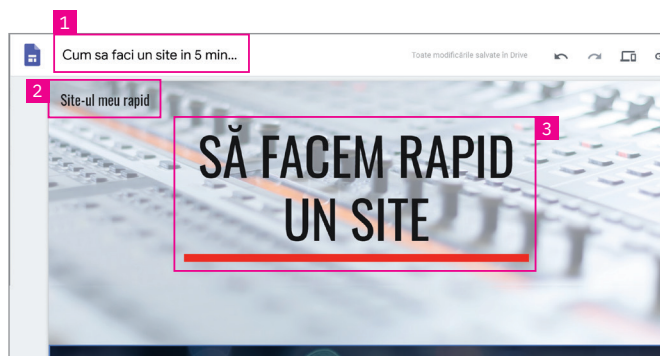 1
Cum sa faci un site in 5 min...
Toate modificările salvate în Drive
2
Site-ul meu rapid
3
SĂ FACEM RAPID
UN SITE